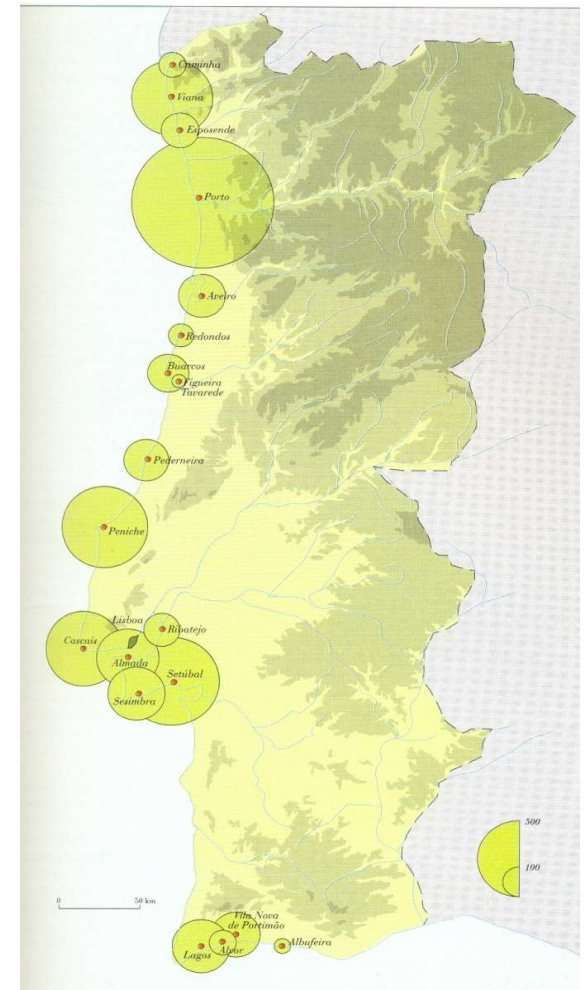 Caminha
Viana
Esposende
Porto
Aveiro
Redondos
Buarcos
Figueira
Tavarede
Pederneira
Peniche
Lisboa
Ribatejo
Cascais
Almada
Setúbal
Sesimbra
500
100
0 50 km
Vila Nova
de Portimão
Albufeira
Alvor
Lagos